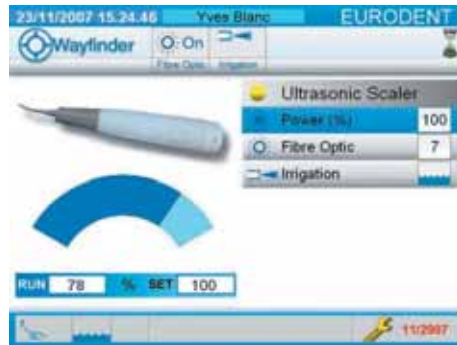 23/11/2007 15.24.46 Yves Blanc EURODENT
Wayfinder O: On
Fibre Optic Irrigation
Ultrasonic Scaler
Power (%) 100
Fibre Optic 7
Irrigation
RUN 78 % SET 100
11/2007